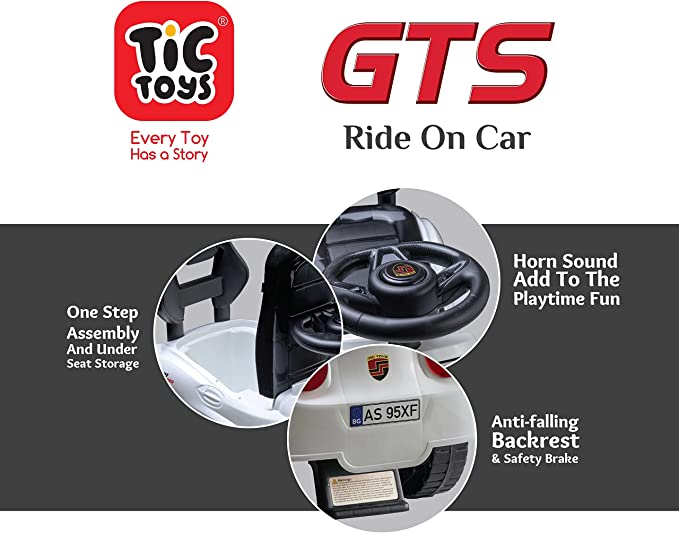 TiC
TOYS
®
Every Toy
Has a Story
GTS
Ride On Car
One Step
Assembly
And Under
Seat Storage
Horn Sound
Add To The
Playtime Fun
BG AS 95XF
Anti-falling
Backrest
& Safety Brake